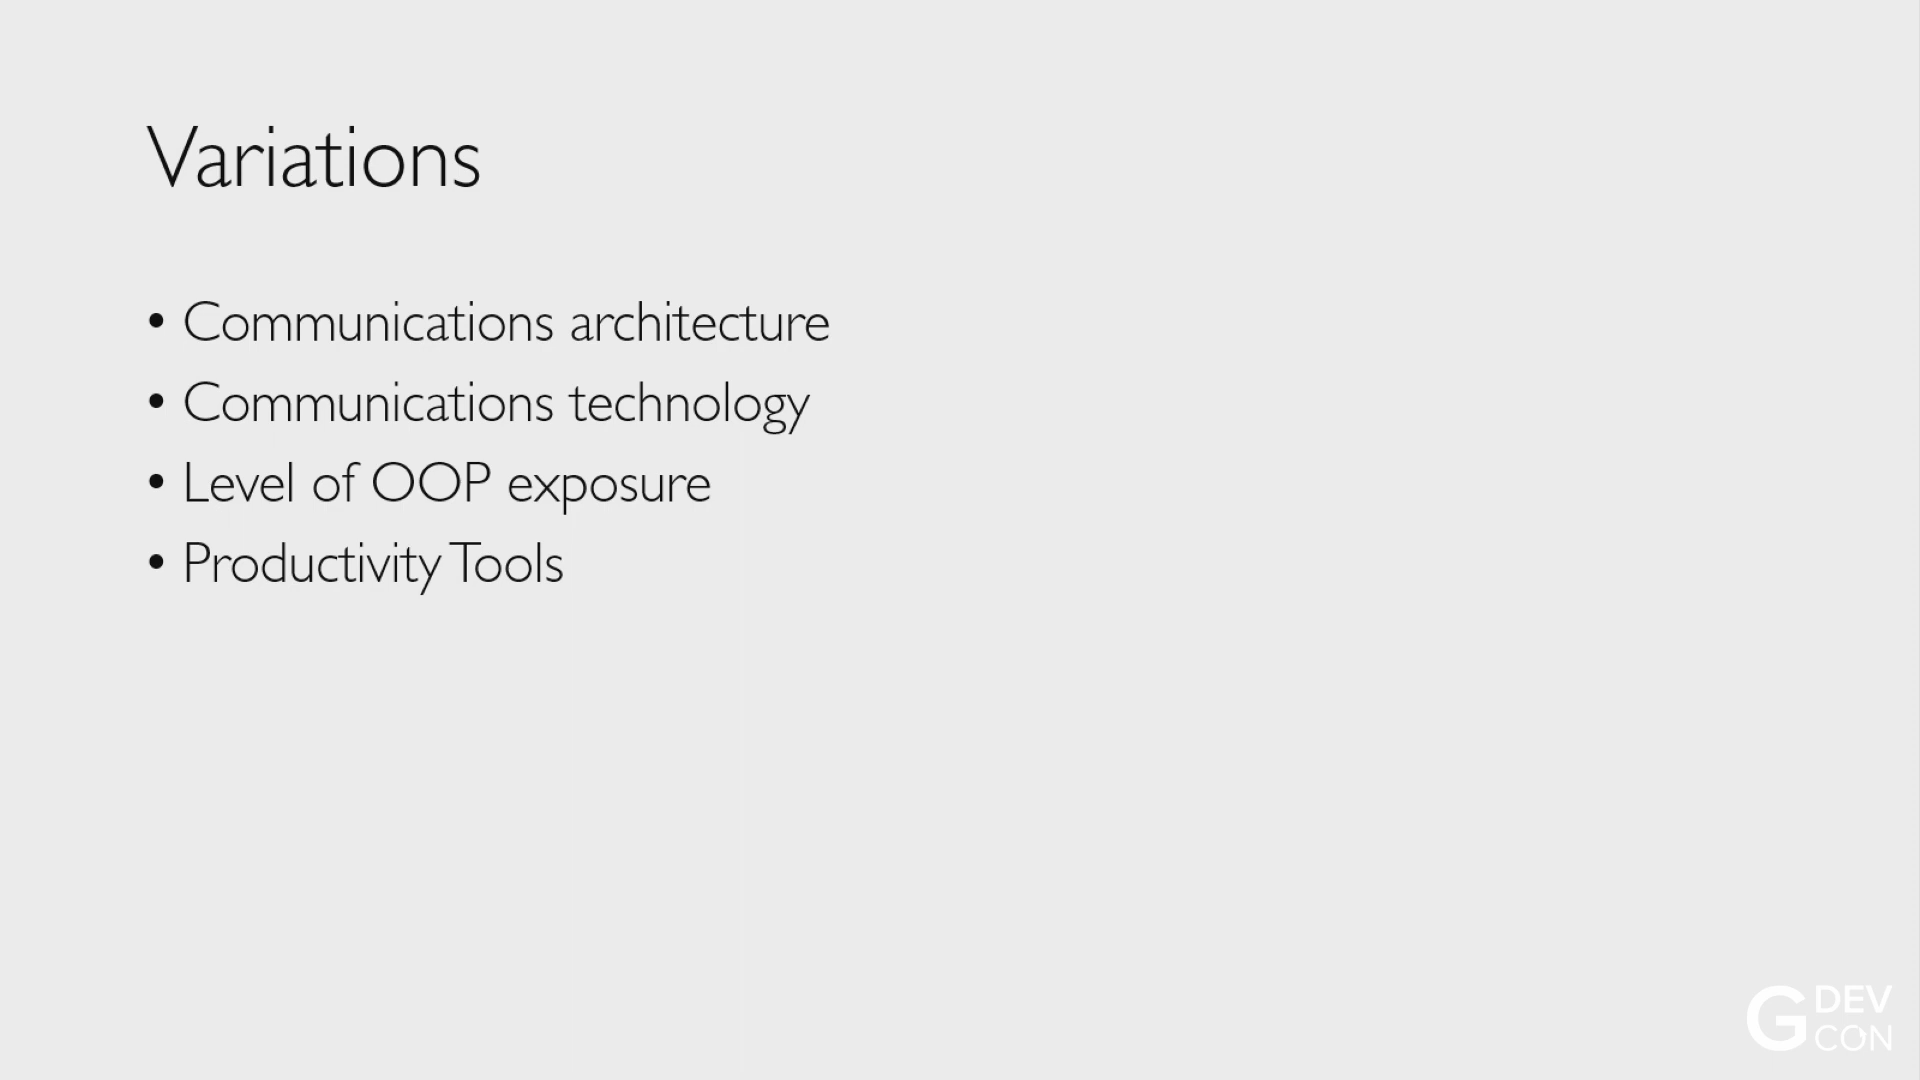 Variations
• Communications architecture
• Communications technology
• Level of OOP exposure
• Productivity Tools
G DEV
CON